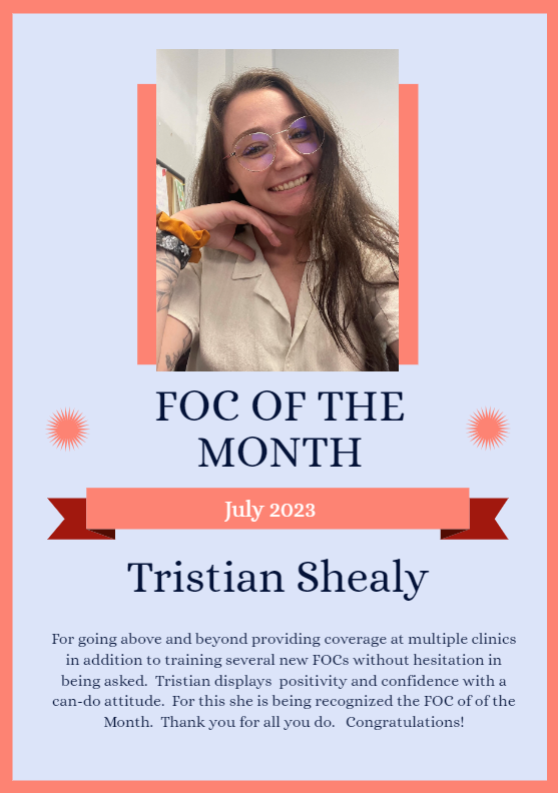 FOC OF THE
MONTH
July 2023
Tristian Shealy
For going above and beyond providing coverage at multiple clinics
in addition to training several new FOCs without hesitation in
being asked.  Tristian displays  positivity and confidence with a
can-do attitude.  For this she is being recognized the FOC of of the
Month.  Thank you for all you do.   Congratulations!